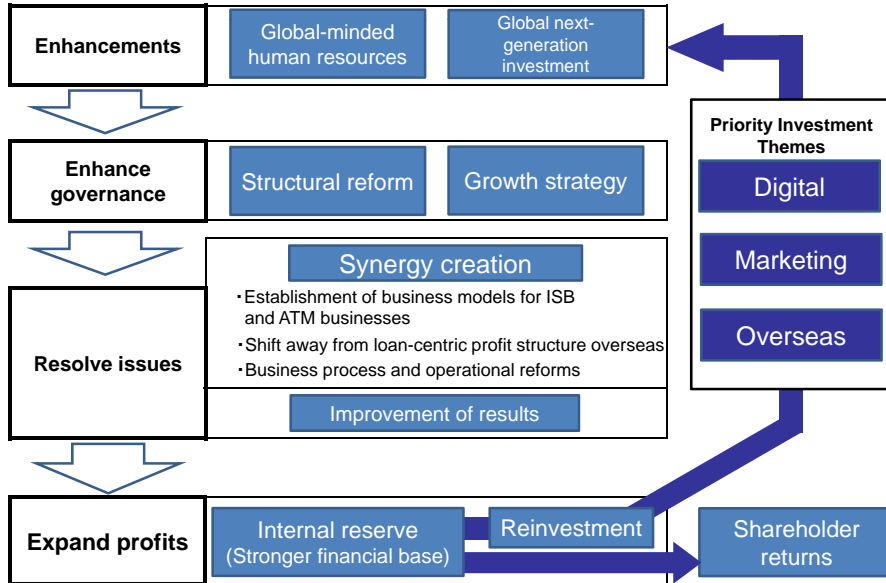 Enhancements
Global-minded
human resources
Global next-
generation
investment
Priority Investment
Themes
Digital
Marketing
Overseas
Enhance
governance
Structural reform
Growth strategy
Resolve issues
Synergy creation
・Establishment of business models for ISB
and ATM businesses
・Shift away from loan-centric profit structure overseas
・Business process and operational reforms
Improvement of results
Expand profits
Internal reserve
(Stronger financial base)
Reinvestment
Shareholder
returns